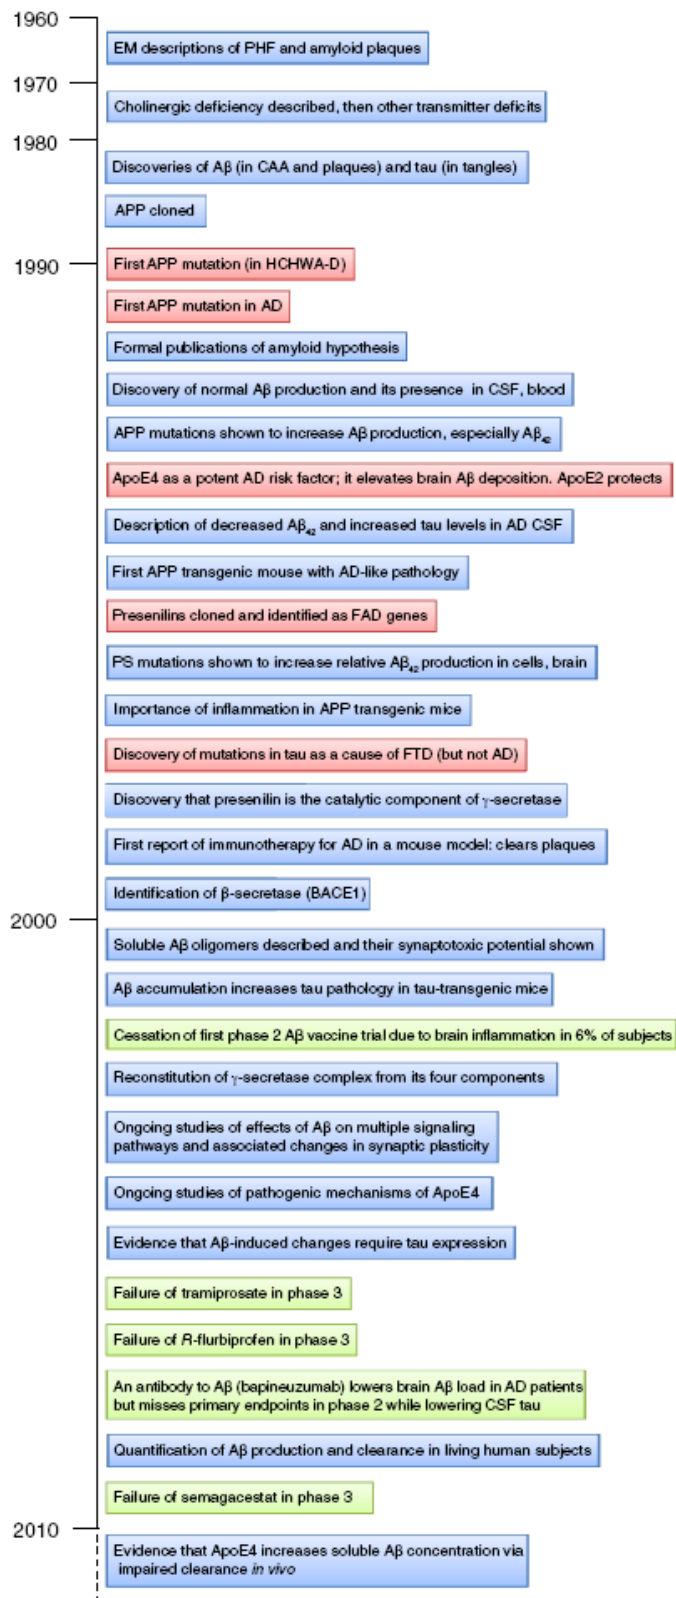 1960
EM descriptions of PHF and amyloid plaques
1970
Cholinergic deficiency described, then other transmitter deficits
1980
Discoveries of Aβ (in CAA and plaques) and tau (in tangles)
APP cloned
1990
First APP mutation (in HCHWA-D)
First APP mutation in AD
Formal publications of amyloid hypothesis
Discovery of normal Aβ production and its presence in CSF, blood
APP mutations shown to increase Aβ production, especially Aβ₄₂
ApoE4 as a potent AD risk factor; it elevates brain Aβ deposition. ApoE2 protects
Description of decreased Aβ₄₂ and increased tau levels in AD CSF
First APP transgenic mouse with AD-like pathology
Presenilins cloned and identified as FAD genes
PS mutations shown to increase relative Aβ₄₂ production in cells, brain
Importance of inflammation in APP transgenic mice
Discovery of mutations in tau as a cause of FTD (but not AD)
Discovery that presenilin is the catalytic component of γ-secretase
First report of immunotherapy for AD in a mouse model: clears plaques
Identification of β-secretase (BACE1)
2000
Soluble Aβ oligomers described and their synaptotoxic potential shown
Aβ accumulation increases tau pathology in tau-transgenic mice
Cessation of first phase 2 Aβ vaccine trial due to brain inflammation in 6% of subjects
Reconstitution of γ-secretase complex from its four components
Ongoing studies of effects of Aβ on multiple signaling
pathways and associated changes in synaptic plasticity
Ongoing studies of pathogenic mechanisms of ApoE4
Evidence that Aβ-induced changes require tau expression
Failure of tramiprosate in phase 3
Failure of R-flurbiprofen in phase 3
An antibody to Aβ (bapineuzumab) lowers brain Aβ load in AD patients
but misses primary endpoints in phase 2 while lowering CSF tau
Quantification of Aβ production and clearance in living human subjects
Failure of semagacestat in phase 3
2010
Evidence that ApoE4 increases soluble Aβ concentration via
impaired clearance in vivo